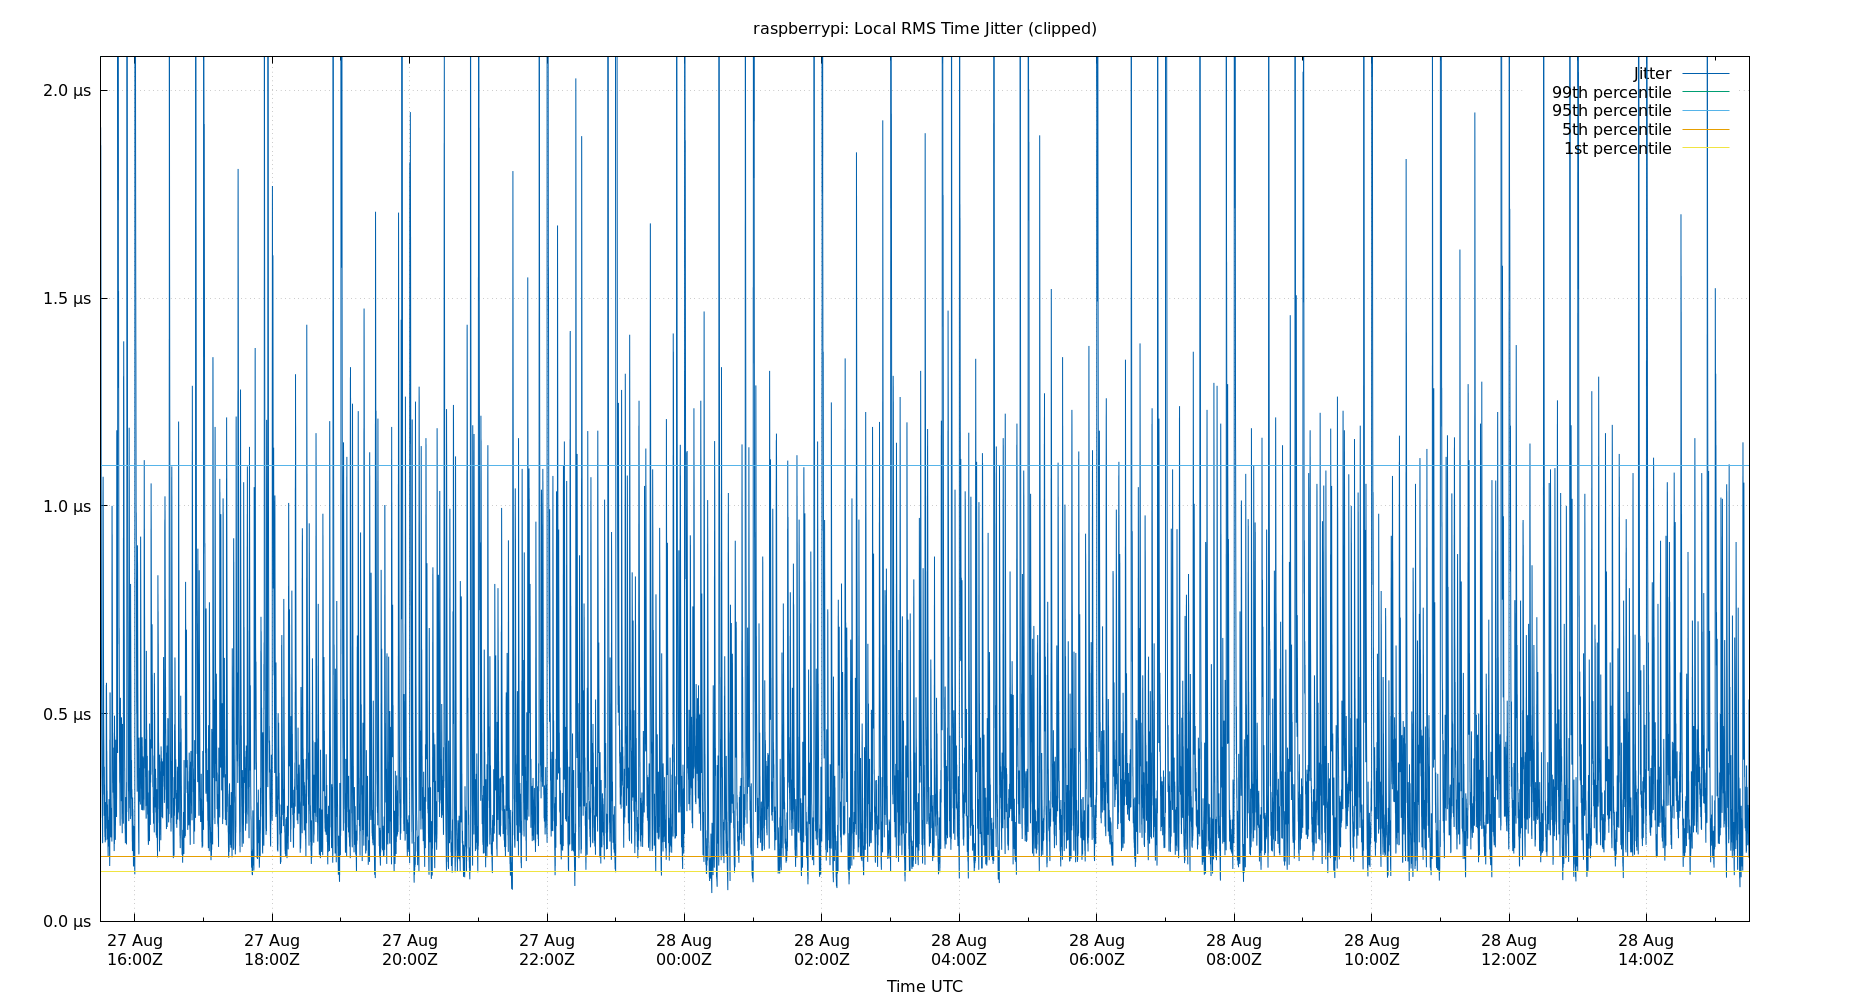 raspberrypi: Local RMS Time Jitter (clipped)
Jitter
99th percentile
95th percentile
5th percentile
1st percentile
2.0 µs
1.5 µs
1.0 µs
0.5 µs
0.0 µs
27 Aug 27 Aug 27 Aug 27 Aug 28 Aug 28 Aug 28 Aug 28 Aug 28 Aug 28 Aug 28 Aug 28 Aug
16:00Z 18:00Z 20:00Z 22:00Z 00:00Z 02:00Z 04:00Z 06:00Z 08:00Z 10:00Z 12:00Z 14:00Z
Time UTC